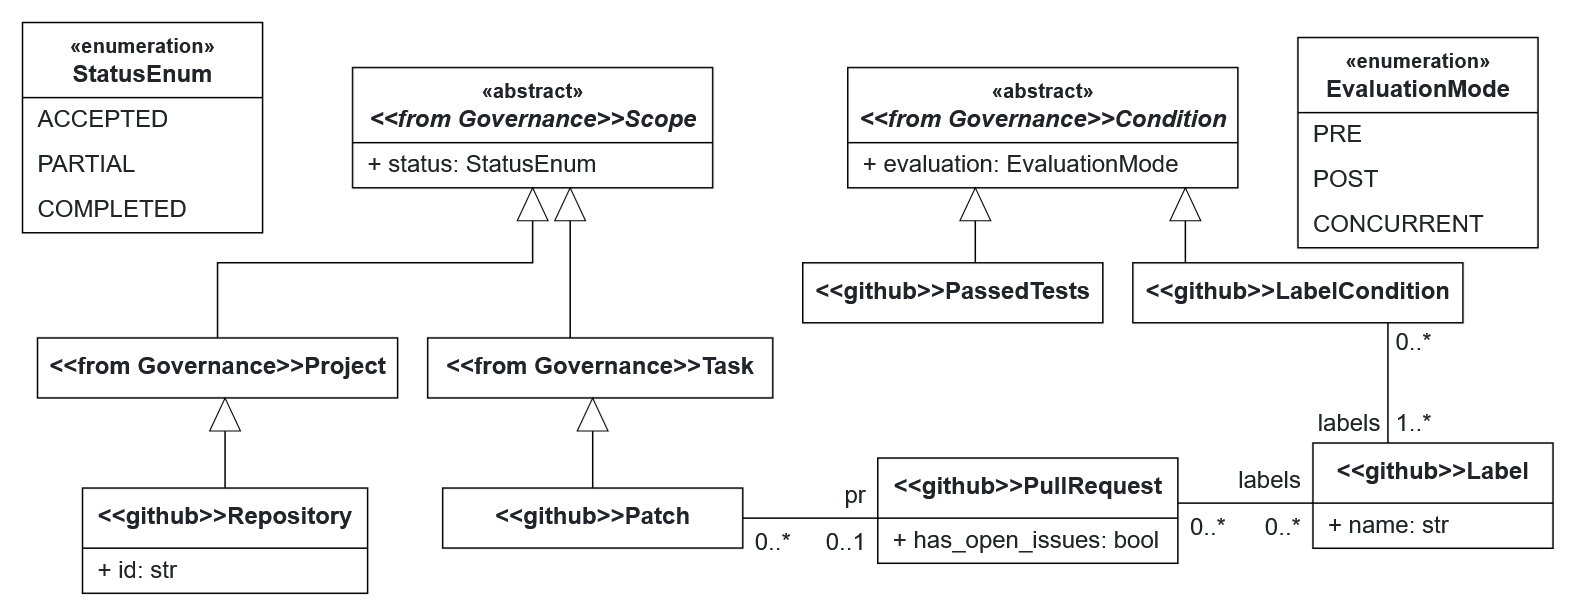 «enumeration»
StatusEnum
ACCEPTED
PARTIAL
COMPLETED
«abstract»
<<from Governance>>Scope
+ status: StatusEnum
«abstract»
<<from Governance>>Condition
+ evaluation: EvaluationMode
«enumeration»
EvaluationMode
PRE
POST
CONCURRENT
<<github>>PassedTests
<<github>>LabelCondition
0..*
labels
1..*
<<from Governance>>Project
<<from Governance>>Task
<<github>>Repository
+ id: str
<<github>>Patch
pr
0..*
0..1
<<github>>PullRequest
+ has_open_issues: bool
labels
0..*
0..*
<<github>>Label
+ name: str